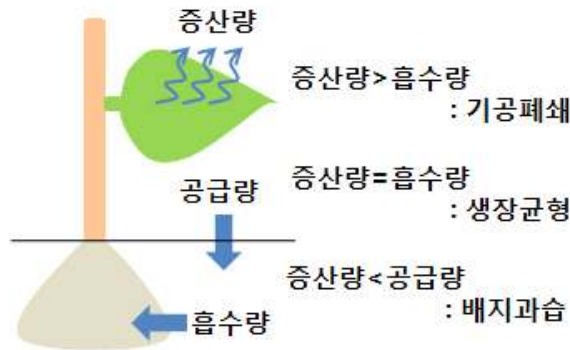 증산량
증산량>흡수량
: 기공폐쇄
증산량=흡수량
: 생장균형
공급량
증산량<공급량
: 배지과습
흡수량